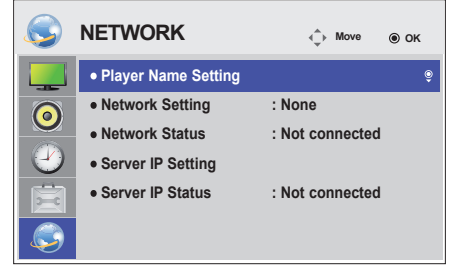 NETWORK Move OK
● Player Name Setting
● Network Setting : None
● Network Status : Not connected
● Server IP Setting
● Server IP Status : Not connected